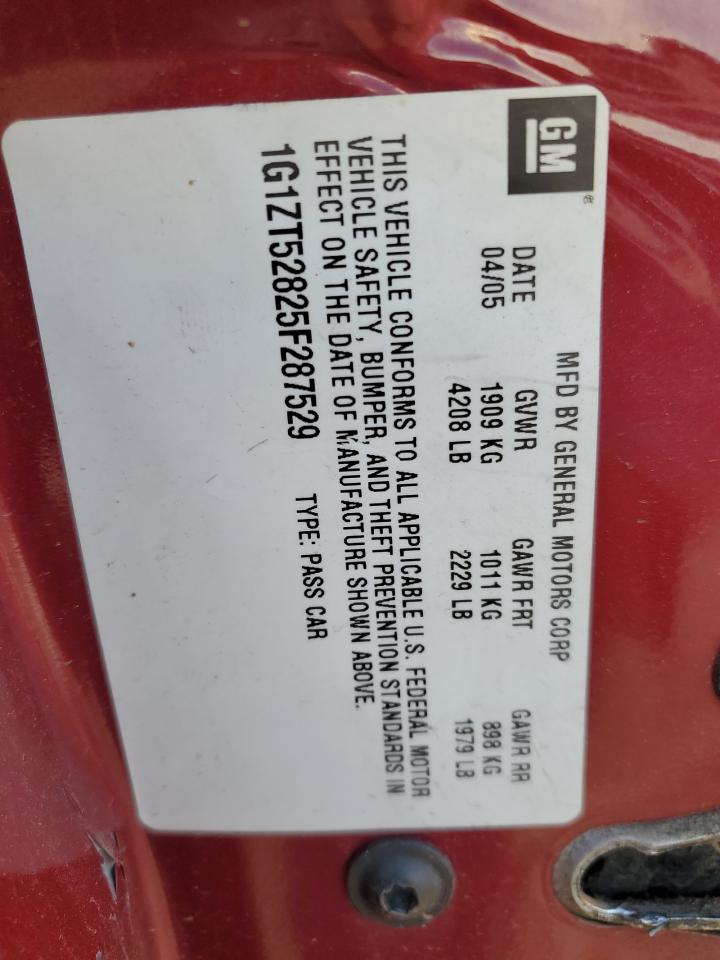 GM®
MFD BY GENERAL MOTORS CORP
DATE GVWR GAWR FRT GAWR RR
04/05 1909 KG 1011 KG 898 KG
4208 LB 2229 LB 1979 LB
THIS VEHICLE CONFORMS TO ALL APPLICABLE U.S. FEDERAL MOTOR
VEHICLE SAFETY, BUMPER, AND THEFT PREVENTION STANDARDS IN
EFFECT ON THE DATE OF MANUFACTURE SHOWN ABOVE.
1G1ZT52825F287529 TYPE: PASS CAR